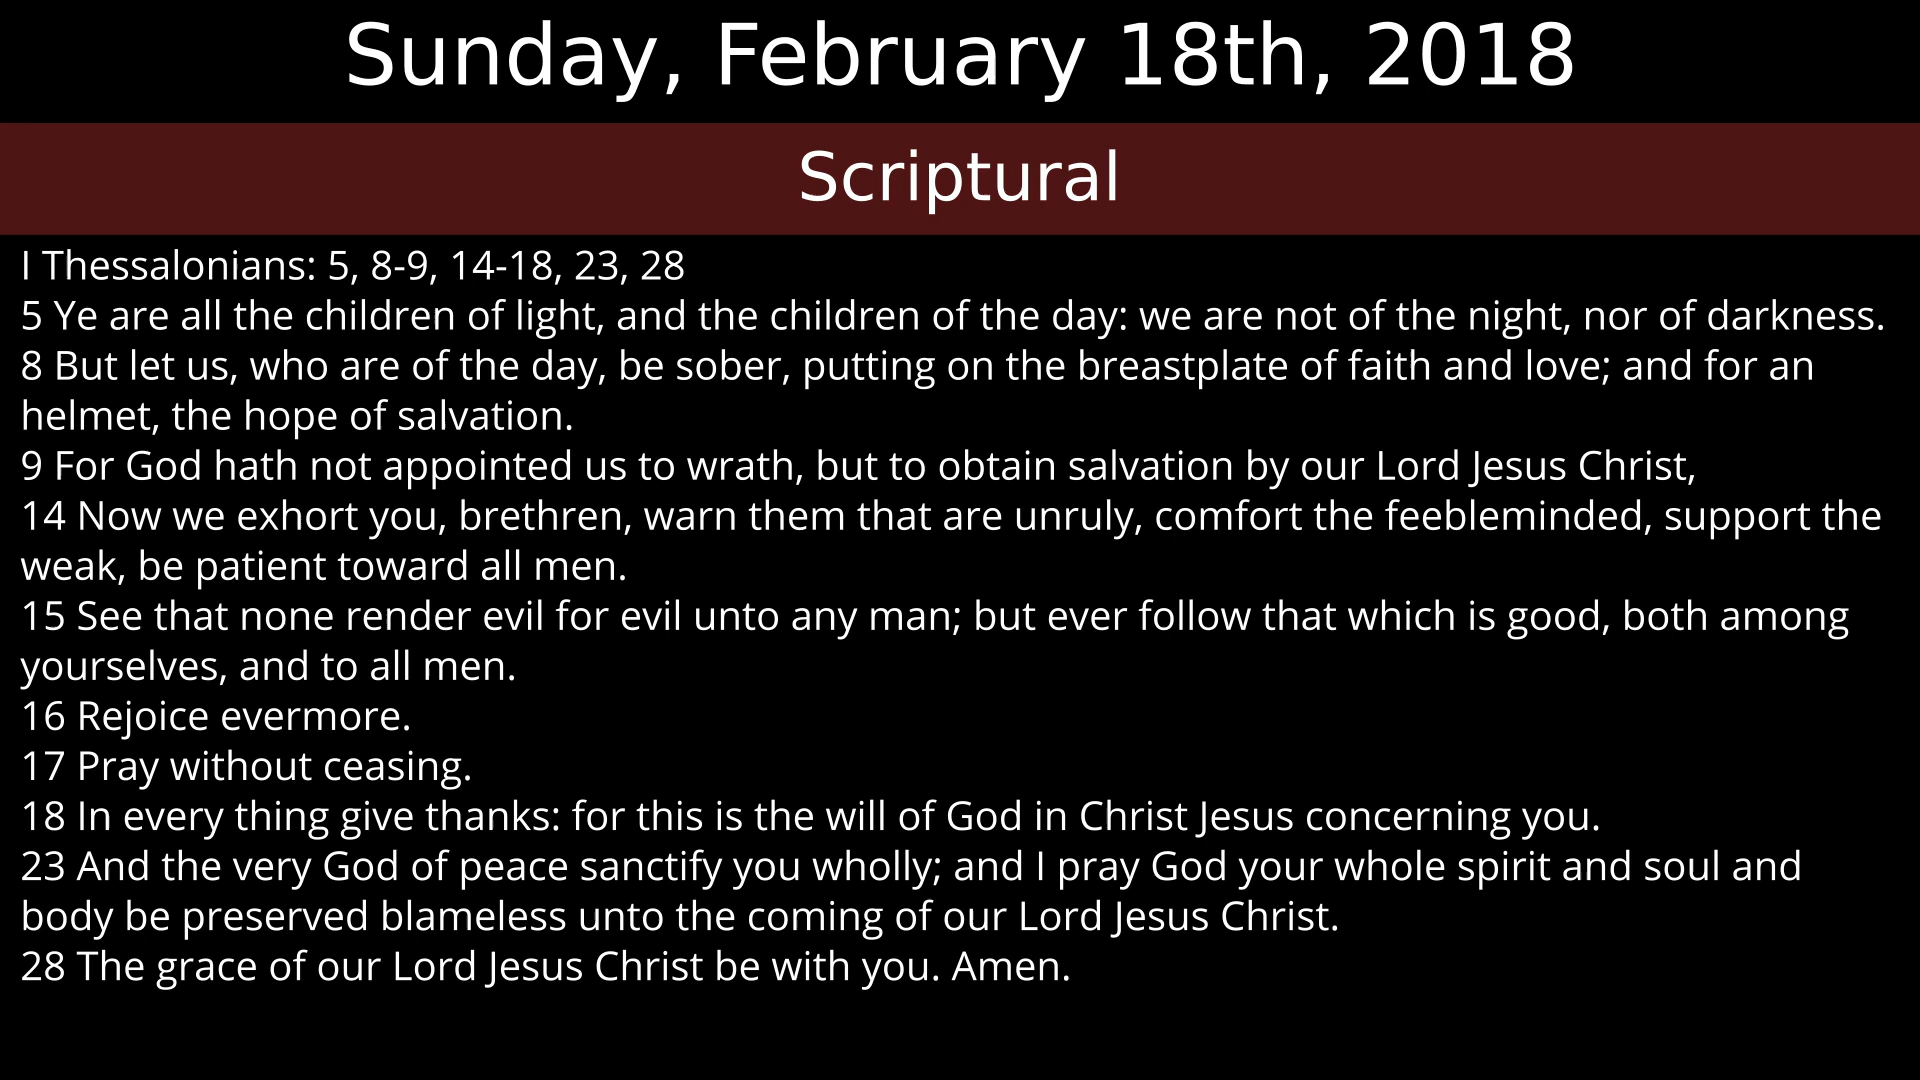 Sunday, February 18th, 2018
Scriptural
I Thessalonians: 5, 8-9, 14-18, 23, 28
5 Ye are all the children of light, and the children of the day: we are not of the night, nor of darkness.
8 But let us, who are of the day, be sober, putting on the breastplate of faith and love; and for an
helmet, the hope of salvation.
9 For God hath not appointed us to wrath, but to obtain salvation by our Lord Jesus Christ,
14 Now we exhort you, brethren, warn them that are unruly, comfort the feebleminded, support the
weak, be patient toward all men.
15 See that none render evil for evil unto any man; but ever follow that which is good, both among
yourselves, and to all men.
16 Rejoice evermore.
17 Pray without ceasing.
18 In every thing give thanks: for this is the will of God in Christ Jesus concerning you.
23 And the very God of peace sanctify you wholly; and I pray God your whole spirit and soul and
body be preserved blameless unto the coming of our Lord Jesus Christ.
28 The grace of our Lord Jesus Christ be with you. Amen.